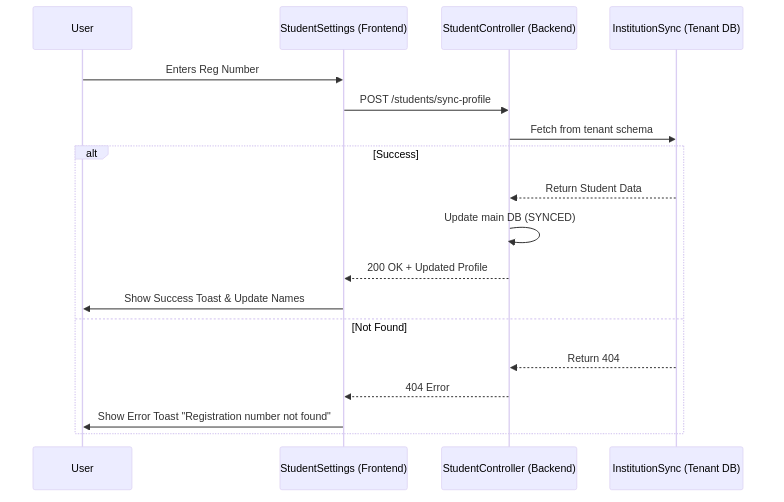 User
StudentSettings (Frontend)
StudentController (Backend)
InstitutionSync (Tenant DB)
Enters Reg Number
POST /students/sync-profile
Fetch from tenant schema
alt
[Success]
Return Student Data
Update main DB (SYNCED)
200 OK + Updated Profile
Show Success Toast & Update Names
[Not Found]
Return 404
404 Error
Show Error Toast "Registration number not found"
User
StudentSettings (Frontend)
StudentController (Backend)
InstitutionSync (Tenant DB)